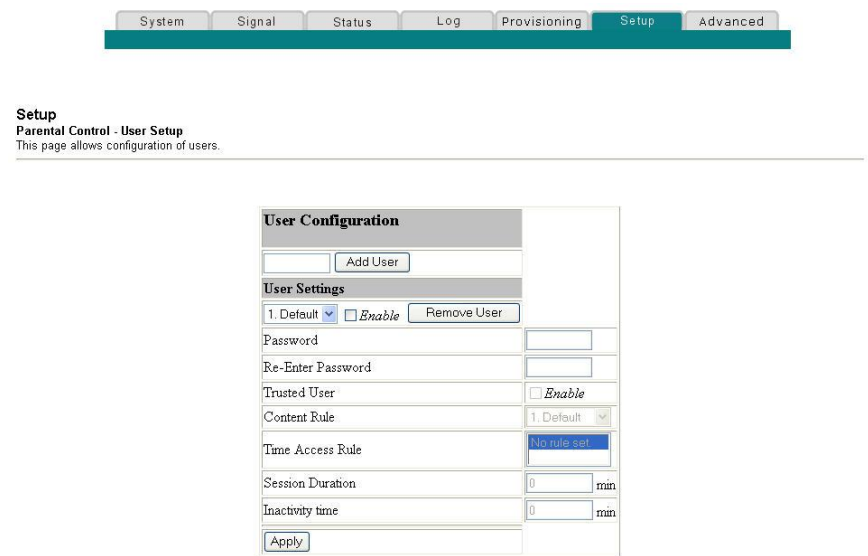 System Signal Status Log Provisioning Setup Advanced
Setup
Parental Control - User Setup
This page allows configuration of users.
User Configuration
Add User
User Settings
1. Default Enable Remove User
Password
Re-Enter Password
Trusted User Enable
Content Rule 1. Default
Time Access Rule No rule set.
Session Duration 0 min
Inactivity time 0 min
Apply